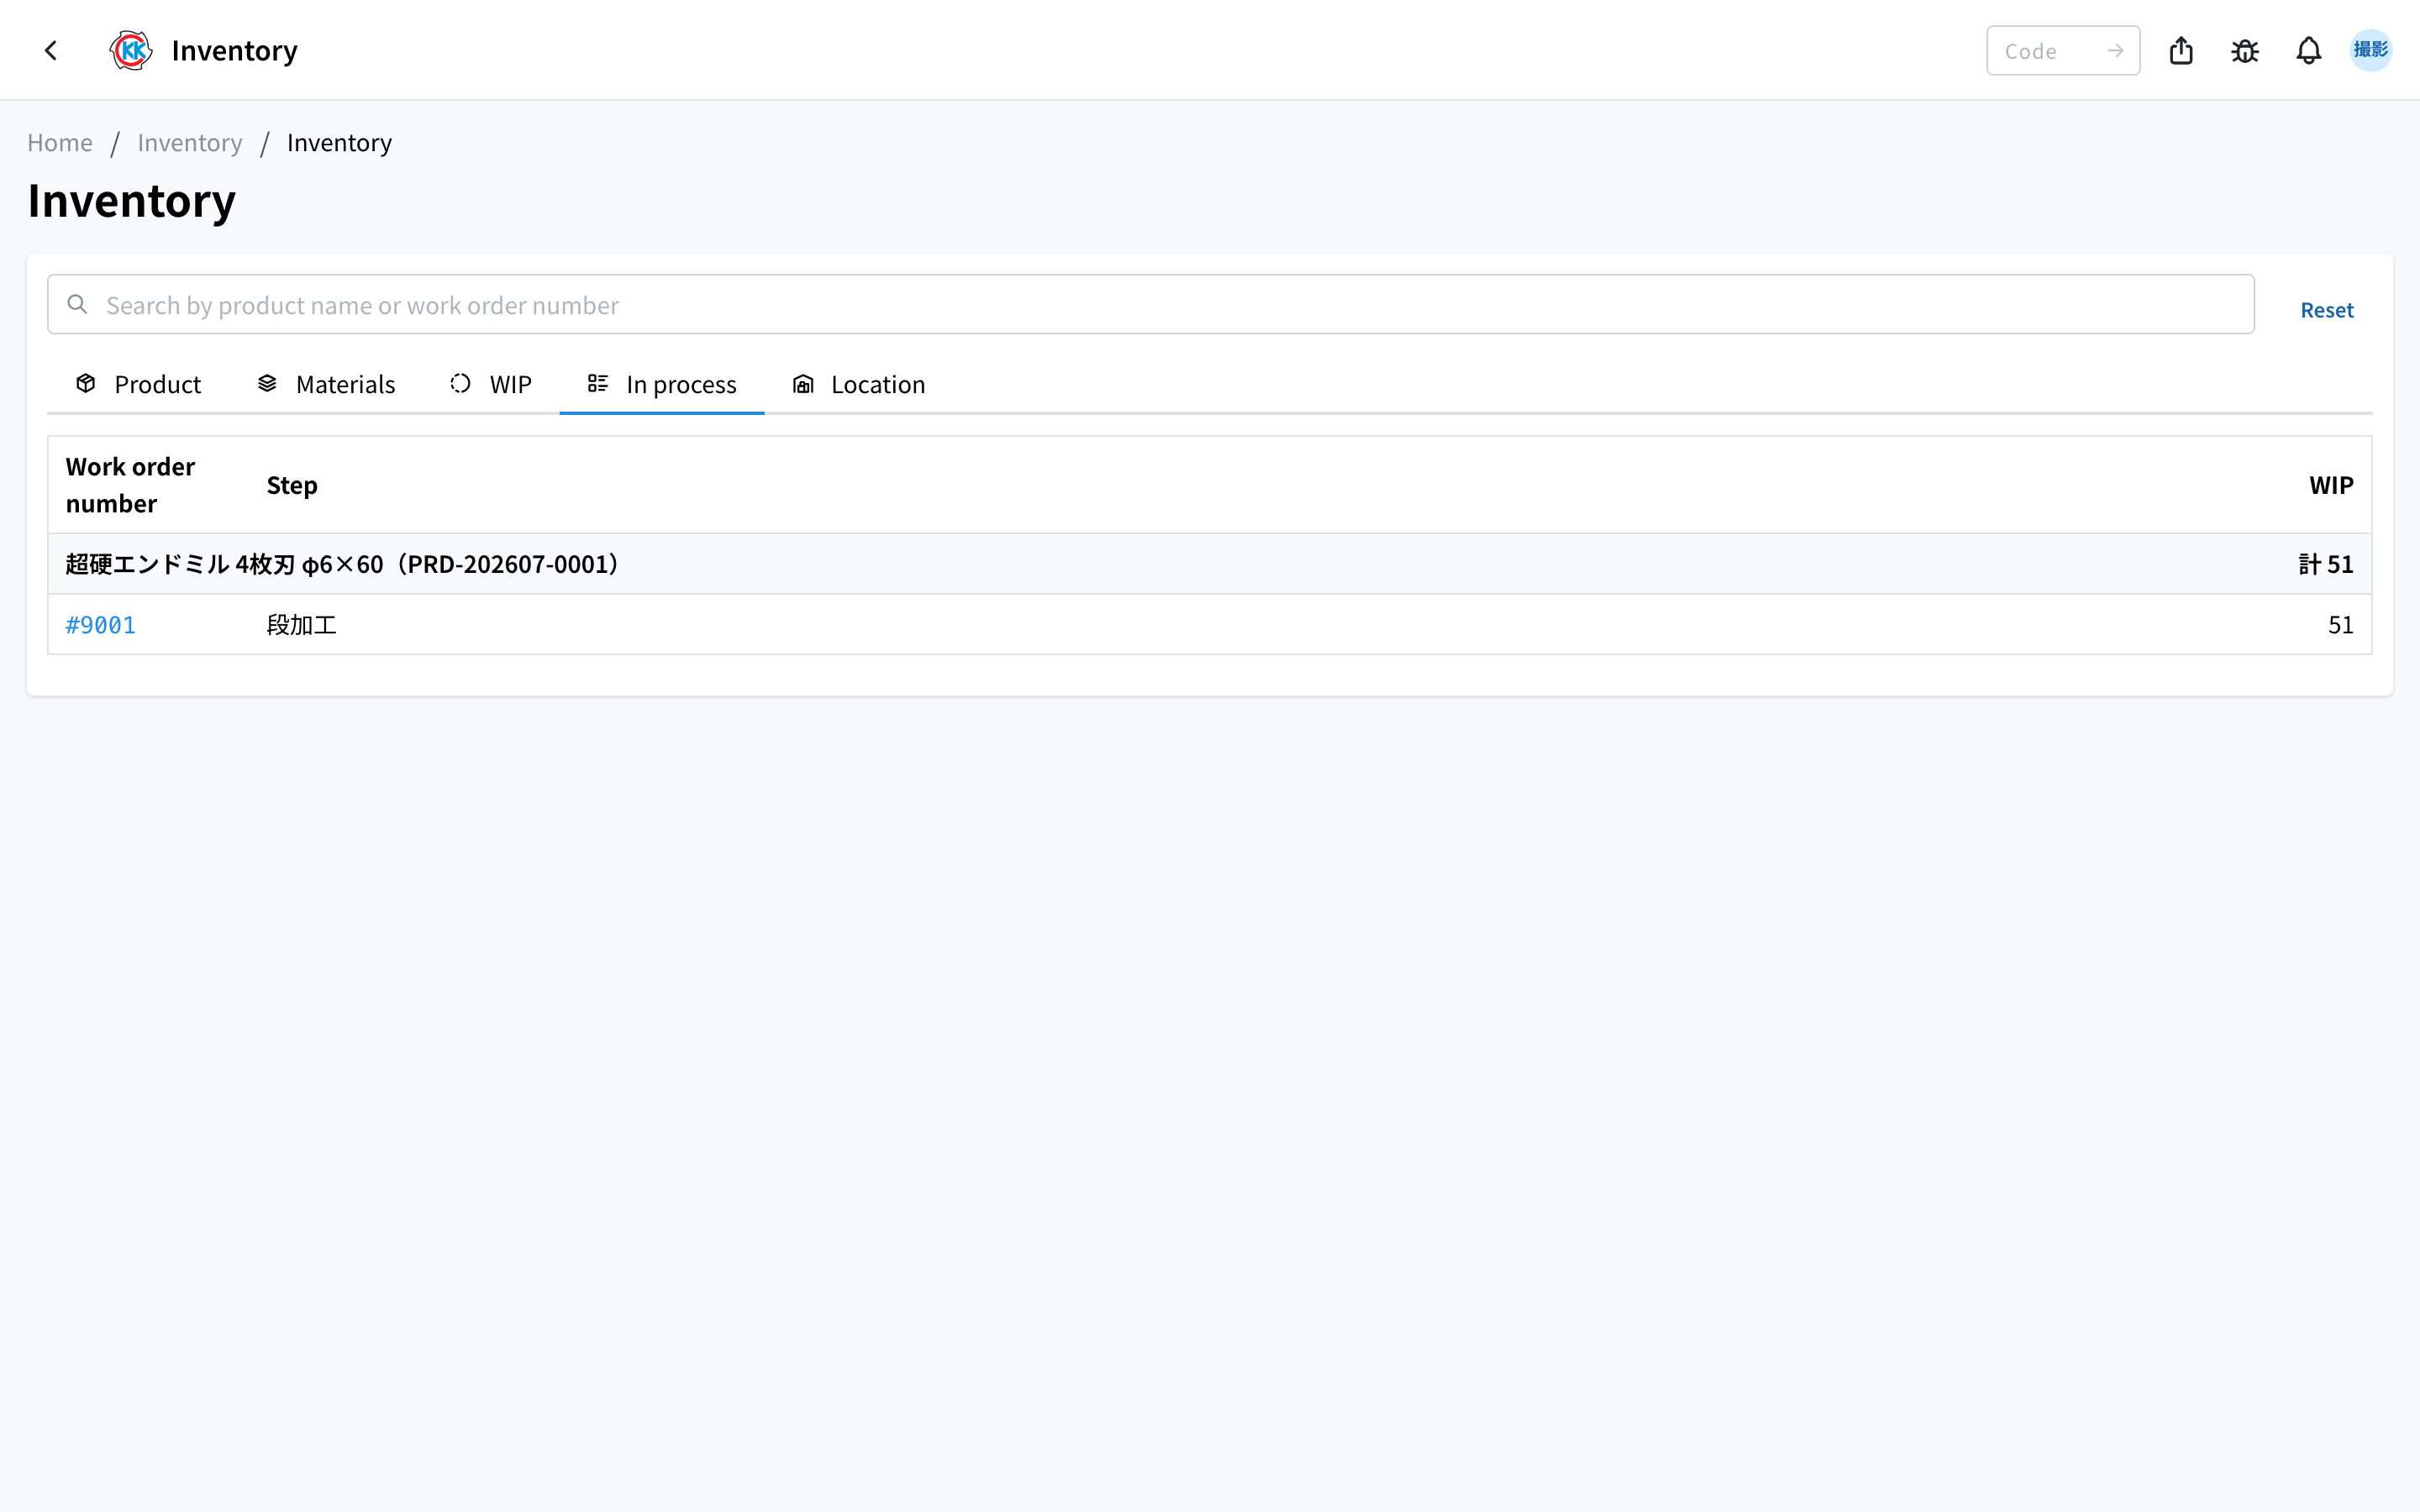 KK Inventory
Code
撮影
Home / Inventory / Inventory
Inventory
Search by product name or work order number
Reset
Product
Materials
WIP
In process
Location
Work order number
Step
WIP
超硬エンドミル 4枚刃 φ6×60（PRD-202607-0001）
計 51
#9001
段加工
51